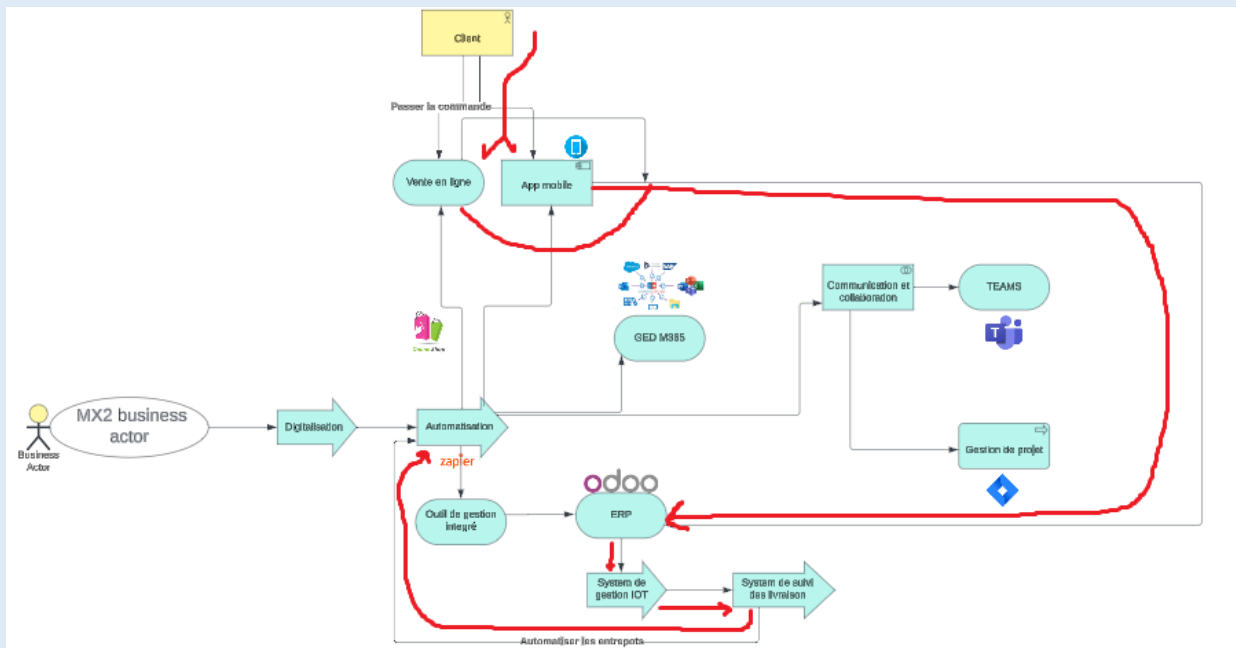 Client
Passer la commande
Vente en ligne
App mobile
Communication et
collaboration
TEAMS
GED M365
MX2 business
actor
Business
Actor
Digitalisation
Automatisation
zapier
Gestion de projet
odoo
Outil de gestion
integré
ERP
System de
gestion IOT
System de suivi
des livraison
Automatiser les entrepots